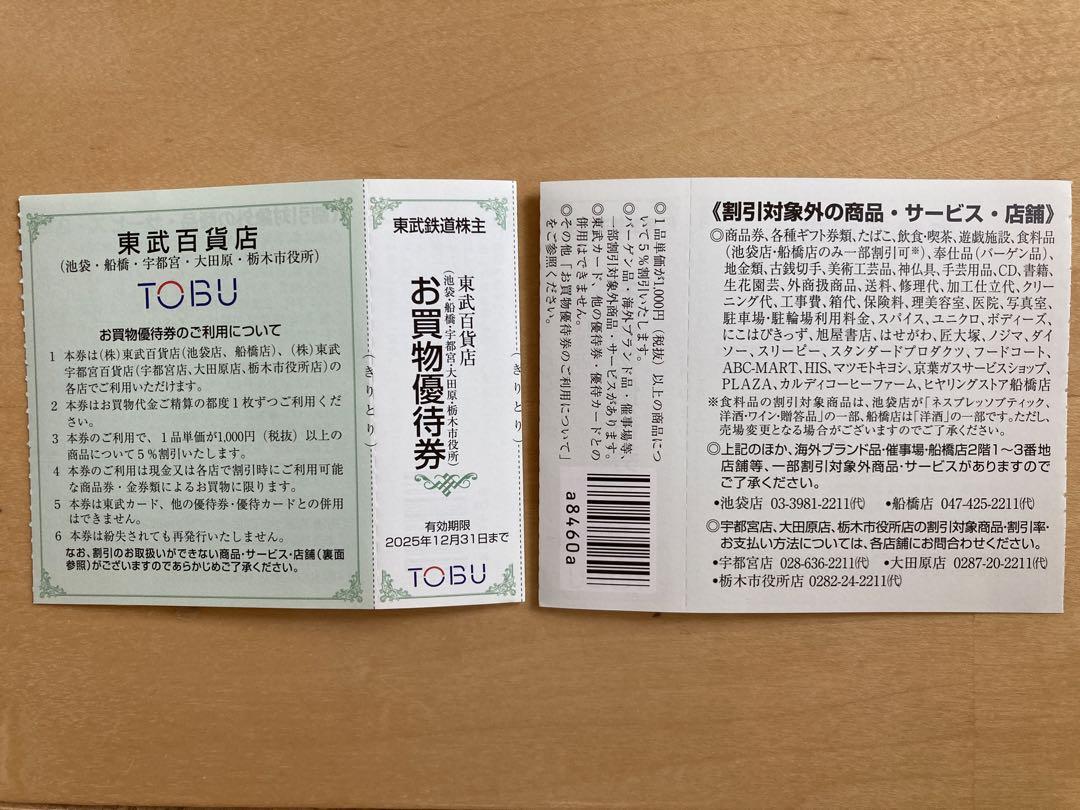 東武百貨店
(池袋・船橋・宇都宮・大田原・栃木市役所)
TOBU
お買物優待券のご利用について
1 本券は(株)東武百貨店(池袋店、船橋店)、(株)東武
宇都宮百貨店(宇都宮店、大田原店、栃木市役所店)の
各店でご利用いただけます。
2 本券はお買物代金ご精算の都度1枚ずつご利用くだ
さい。
3 本券のご利用で、1品単価が1,000円(税抜)以上の
商品について5%割引いたします。
4 本券のご利用は現金又は各店で割引時にご利用可能
な商品券・金券類によるお買物に限ります。
5 本券は東武カード、他の優待券・優待カードとの併用
はできません。
6 本券は紛失されても再発行いたしません。
なお、割引のお取扱いができない商品・サービス・店舗(裏面
参照)がございますのであらかじめご了承ください。
(きりとり)
東武鉄道株主
東武百貨店
(池袋・船橋・宇都宮・大田原・栃木市役所)
お買物優待券
有効期限
2025年12月31日まで
TOBU
(きりとり)
◎1品単価が1,000円(税抜)以上の商品につ
いて5%割引いたします。
◎バーゲン品・海外ブランド品・催事場等、
一部割引対象外商品・サービスがあります。
◎東武カード、他の優待券・優待カードとの
併用はできません。
◎その他「お買物優待券のご利用について」
をご参照ください。
a8460a
《割引対象外の商品・サービス・店舗》
◎商品券、各種ギフト券類、たばこ、飲食・喫茶、遊戯施設、食料品
(池袋店・船橋店のみ一部割引可※)、奉仕品(バーゲン品)、
地金類、古銭切手、美術工芸品、神仏具、手芸用品、CD、書籍、
生花園芸、外商扱商品、送料、修理代、加工仕立代、クリー
ニング代、工事費、箱代、保険料、理美容室、医院、写真室、
駐車場・駐輪場利用料金、スパイス、ユニクロ、ボディーズ、
にこはぴきっず、旭屋書店、はせがわ、匠大塚、ノジマ、ダイ
ソー、スリーピー、スタンダードプロダクツ、フードコート、
ABC-MART、HIS、マツモトキヨシ、京葉ガスサービスショップ、
PLAZA、カルディコーヒーファーム、ヒヤリングストア船橋店
※食料品の割引対象商品は、池袋店が「ネスプレッソブティック、
洋酒・ワイン・贈答品」の一部、船橋店は「洋酒」の一部です。ただし、
売場変更となる場合がございますのでご了承ください。
◎上記のほか、海外ブランド品・催事場・船橋店2階1〜3番地
店舗等、一部割引対象外商品・サービスがありますので
ご了承ください。
•池袋店 03-3981-2211㈹ •船橋店 047-425-2211㈹
◎宇都宮店、大田原店、栃木市役所店の割引対象商品・割引率・
お支払い方法については、各店舗にお問合わせください。
•宇都宮店 028-636-2211㈹ •大田原店 0287-20-2211㈹
•栃木市役所店 0282-24-2211㈹